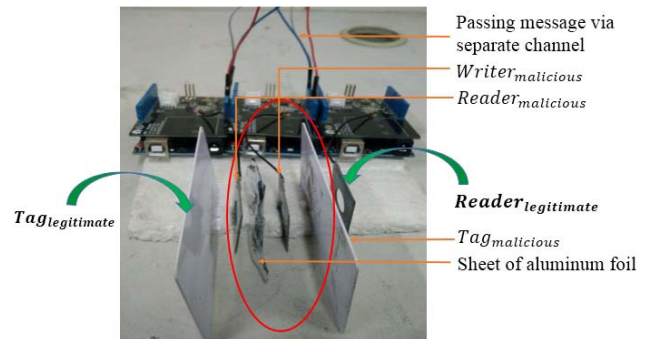 Passing message via
separate channel
Writer_malicious
Reader_malicious
Tag_legitimate
Reader_legitimate
Tag_malicious
Sheet of aluminum foil